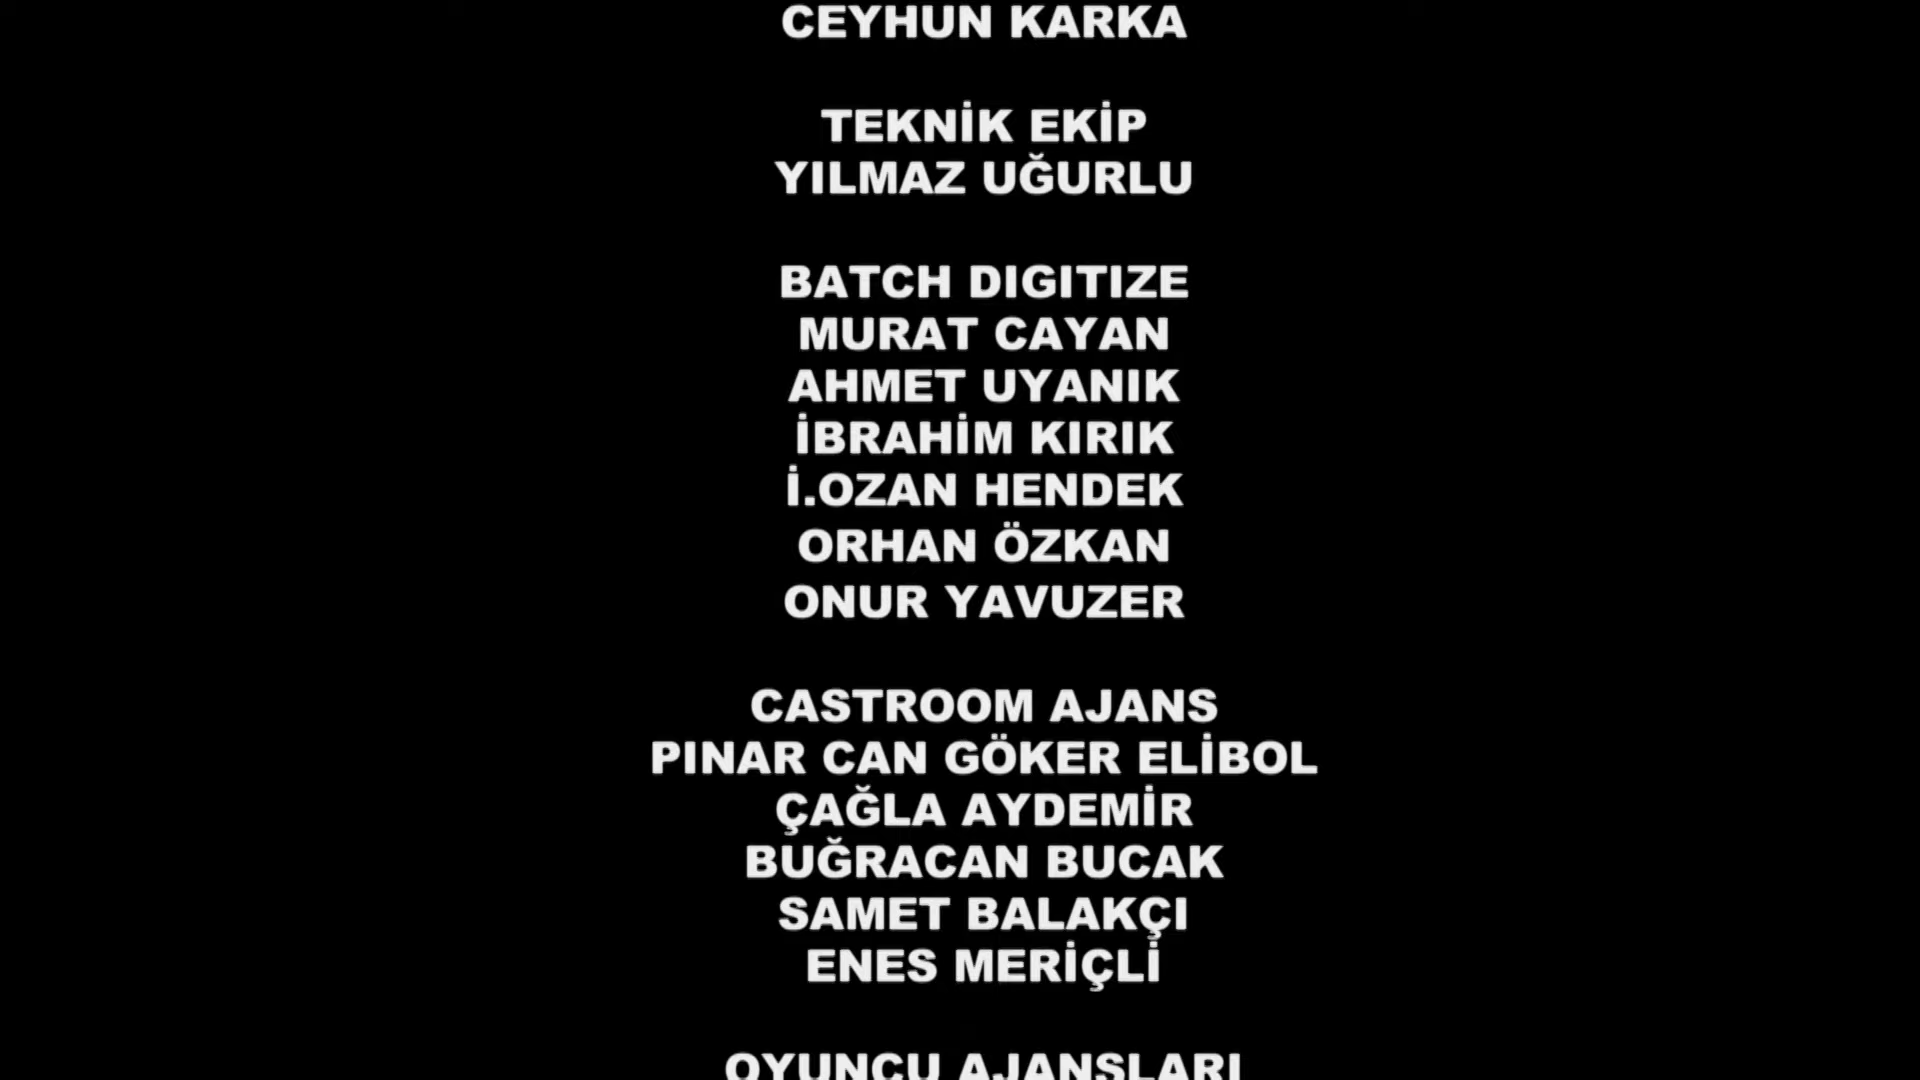 CEYHUN KARKA
TEKNİK EKİP
YILMAZ UĞURLU
BATCH DIGITIZE
MURAT CAYAN
AHMET UYANIK
İBRAHİM KIRIK
İ.OZAN HENDEK
ORHAN ÖZKAN
ONUR YAVUZER
CASTROOM AJANS
PINAR CAN GÖKER ELİBOL
ÇAĞLA AYDEMİR
BUĞRACAN BUCAK
SAMET BALAKÇI
ENES MERİÇLİ
OYUNCU AJANSLARI